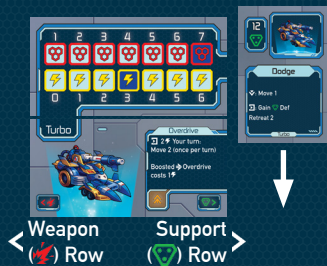 1 2 3 4 5 6 7
0 1 2 3 4 5 6
Turbo
Overdrive
2 Your turn:
Move 2 (once per turn)
Boosted Overdrive
costs 1
12
Dodge
: Move 1
Gain Def
Retreat 2
Turbo
Weapon
( ) Row
Support
( ) Row